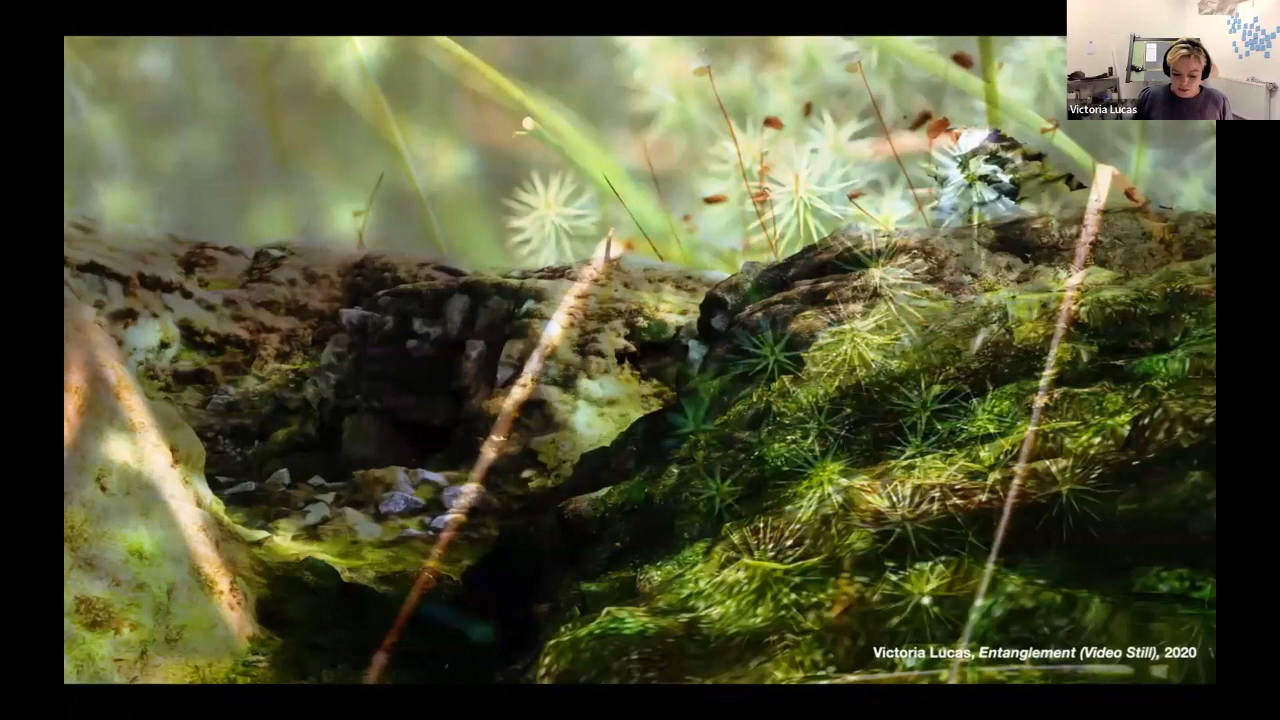 Victoria Lucas
Victoria Lucas, Entanglement (Video Still), 2020